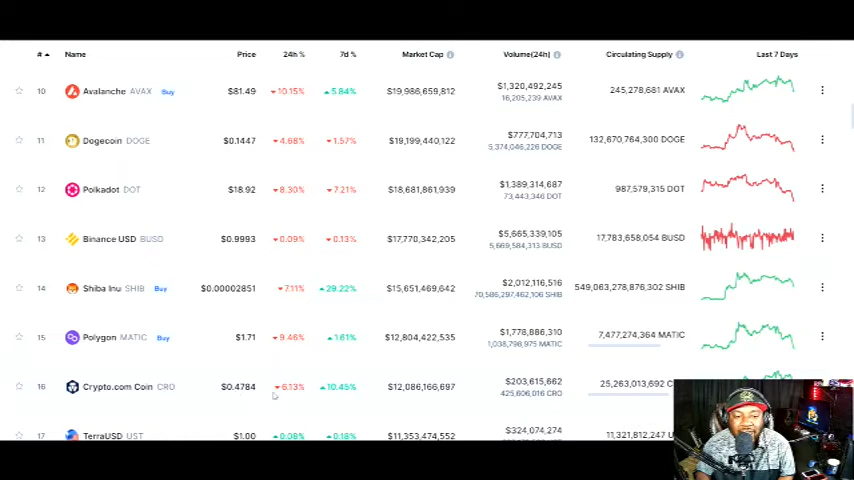 # Name Price 24h % 7d % Market Cap Volume(24h) Circulating Supply Last 7 Days
10 Avalanche AVAX Buy $81.49 10.15% 5.84% $19,986,659,812 $1,320,492,245 245,278,681 AVAX
16,205,239 AVAX
11 Dogecoin DOGE $0.1447 4.68% 1.57% $19,199,440,122 $777,704,713 132,670,764,300 DOGE
5,374,046,226 DOGE
12 Polkadot DOT $18.92 8.30% 7.21% $18,681,861,939 $1,389,314,687 987,579,315 DOT
73,443,346 DOT
13 Binance USD BUSD $0.9993 0.09% 0.13% $17,770,342,205 $5,665,339,105 17,783,658,054 BUSD
5,669,584,313 BUSD
14 Shiba Inu SHIB Buy $0.00002851 7.11% 29.22% $15,651,469,642 $2,012,116,516 549,063,278,876,302 SHIB
70,586,297,462,106 SHIB
15 Polygon MATIC Buy $1.71 9.46% 1.61% $12,804,422,535 $1,778,886,310 7,477,274,364 MATIC
1,038,798,975 MATIC
16 Crypto.com Coin CRO $0.4784 6.13% 10.45% $12,086,166,697 $203,615,662 25,263,013,692
425,606,016 CRO
17 TerraUSD UST $1.00 0.08% 0.18% $11,353,474,552 $324,074,274 11,321,812,247